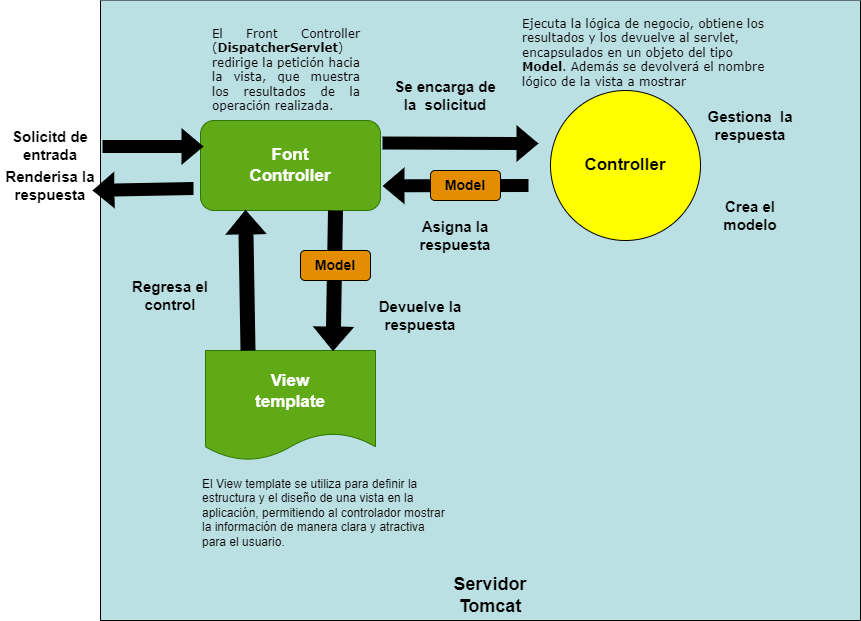 El Front Controller
(DispatcherServlet)
redirige la petición hacia
la vista, que muestra
los resultados de la
operación realizada.
Ejecuta la lógica de negocio, obtiene los
resultados y los devuelve al servlet,
encapsulados en un objeto del tipo
Model. Además se devolverá el nombre
lógico de la vista a mostrar
Se encarga de
la solicitud
Gestiona la
respuesta
Solicitd de
entrada
Renderisa la
respuesta
Font
Controller
Controller
Model
Crea el
modelo
Asigna la
respuesta
Model
Regresa el
control
Devuelve la
respuesta
View
template
El View template se utiliza para definir la
estructura y el diseño de una vista en la
aplicación, permitiendo al controlador mostrar
la información de manera clara y atractiva
para el usuario.
Servidor
Tomcat